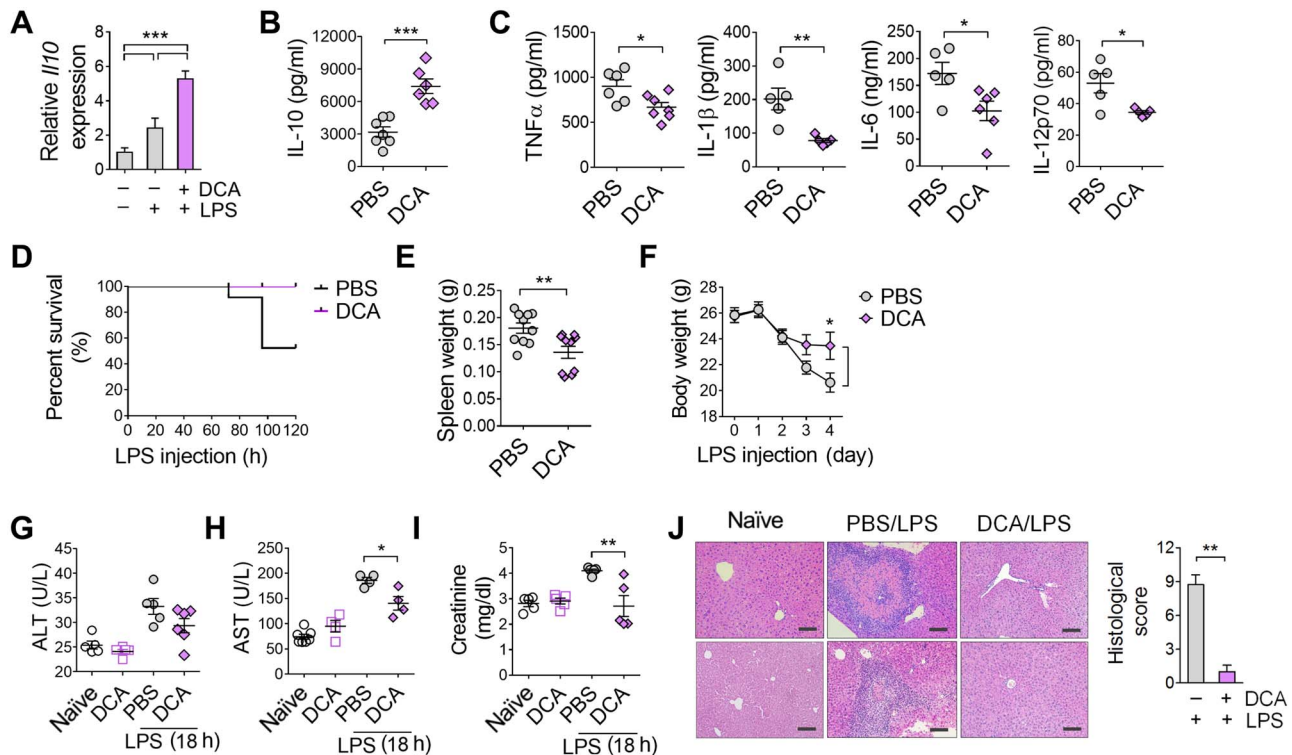 A
Relative Il10
expression
8
6
4
2
0
***
– – + DCA
– + + LPS
B
IL-10 (pg/ml)
12000
9000
6000
3000
0
***
PBS
DCA
C
TNFα (pg/ml)
1500
1000
500
0
*
PBS
DCA
IL-1β (pg/ml)
400
300
200
100
0
**
PBS
DCA
IL-6 (ng/ml)
250
200
150
100
50
0
*
PBS
DCA
IL-12p70 (pg/ml)
80
60
40
20
0
*
PBS
DCA
D
Percent survival
(%)
100
80
60
40
20
0
0 20 40 60 80 100 120
LPS injection (h)
PBS
DCA
E
Spleen weight (g)
0.25
0.20
0.15
0.10
0.05
0.00
**
PBS
DCA
F
Body weight (g)
28
26
24
22
20
18
0 1 2 3 4
LPS injection (day)
PBS
DCA
*
G
ALT (U/L)
45
40
35
30
25
20
Naïve
DCA
PBS
DCA
LPS (18 h)
H
AST (U/L)
250
200
150
100
50
0
*
Naïve
DCA
PBS
DCA
LPS (18 h)
I
Creatinine
(mg/dl)
5
4
3
2
1
0
**
Naïve
DCA
PBS
DCA
LPS (18 h)
J
Naïve PBS/LPS DCA/LPS
Histological
score
12
9
6
3
0
**
– + DCA
+ + LPS